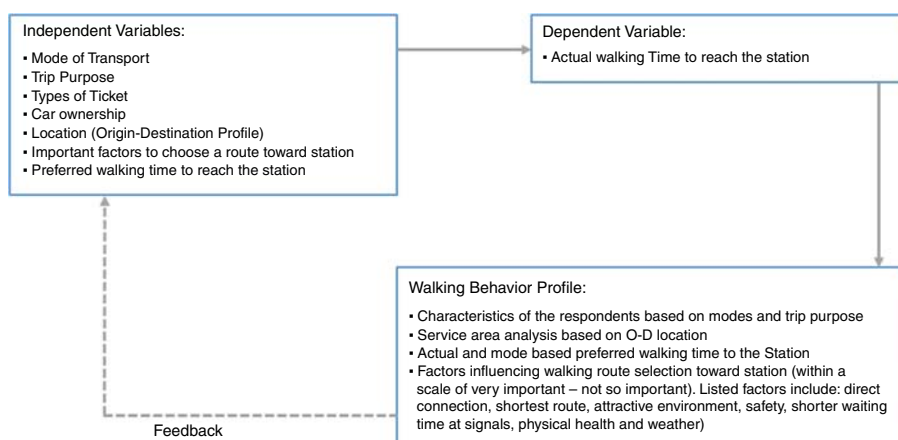 Independent Variables:
▪ Mode of Transport
▪ Trip Purpose
▪ Types of Ticket
▪ Car ownership
▪ Location (Origin-Destination Profile)
▪ Important factors to choose a route toward station
▪ Preferred walking time to reach the station
Dependent Variable:
▪ Actual walking Time to reach the station
Walking Behavior Profile:
▪ Characteristics of the respondents based on modes and trip purpose
▪ Service area analysis based on O-D location
▪ Actual and mode based preferred walking time to the Station
▪ Factors influencing walking route selection toward station (within a
scale of very important – not so important). Listed factors include: direct
connection, shortest route, attractive environment, safety, shorter waiting
time at signals, physical health and weather)
Feedback